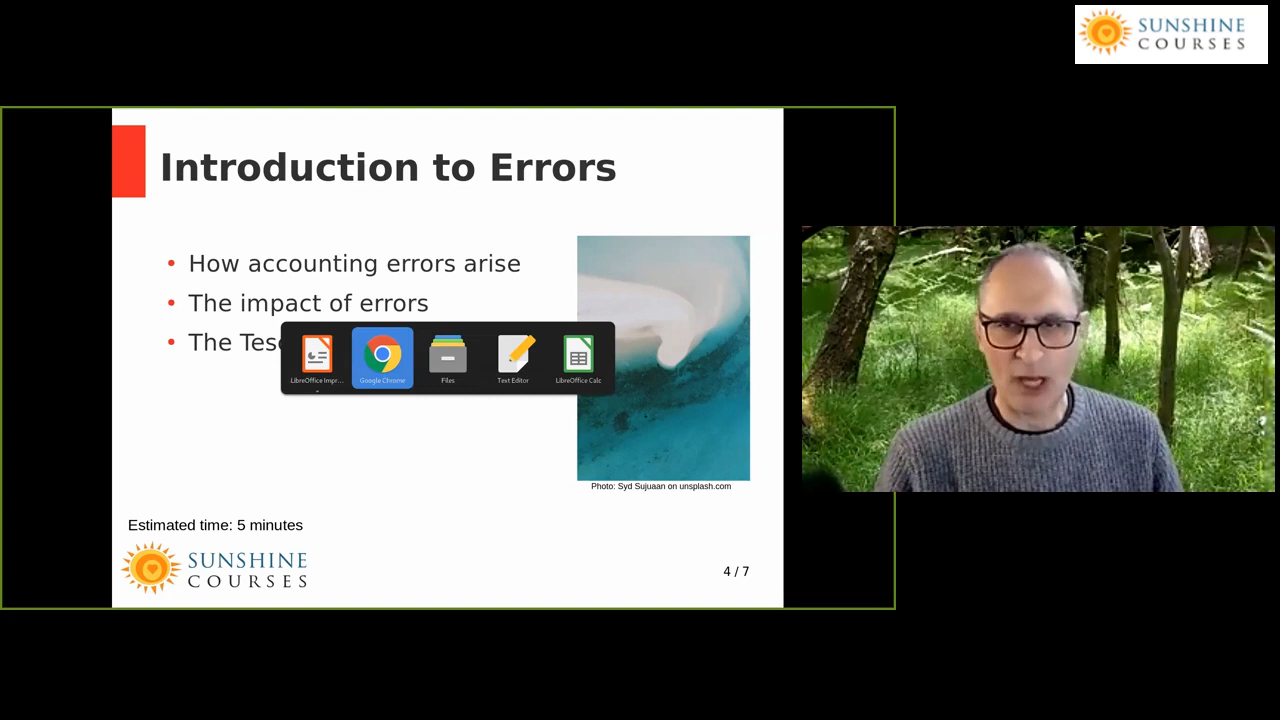 SUNSHINE
COURSES
Introduction to Errors
• How accounting errors arise
• The impact of errors
• The Tes
LibreOffice Impr...
Google Chrome
Files
Text Editor
LibreOffice Calc
Photo: Syd Sujuaan on unsplash.com
Estimated time: 5 minutes
SUNSHINE
COURSES
4 / 7